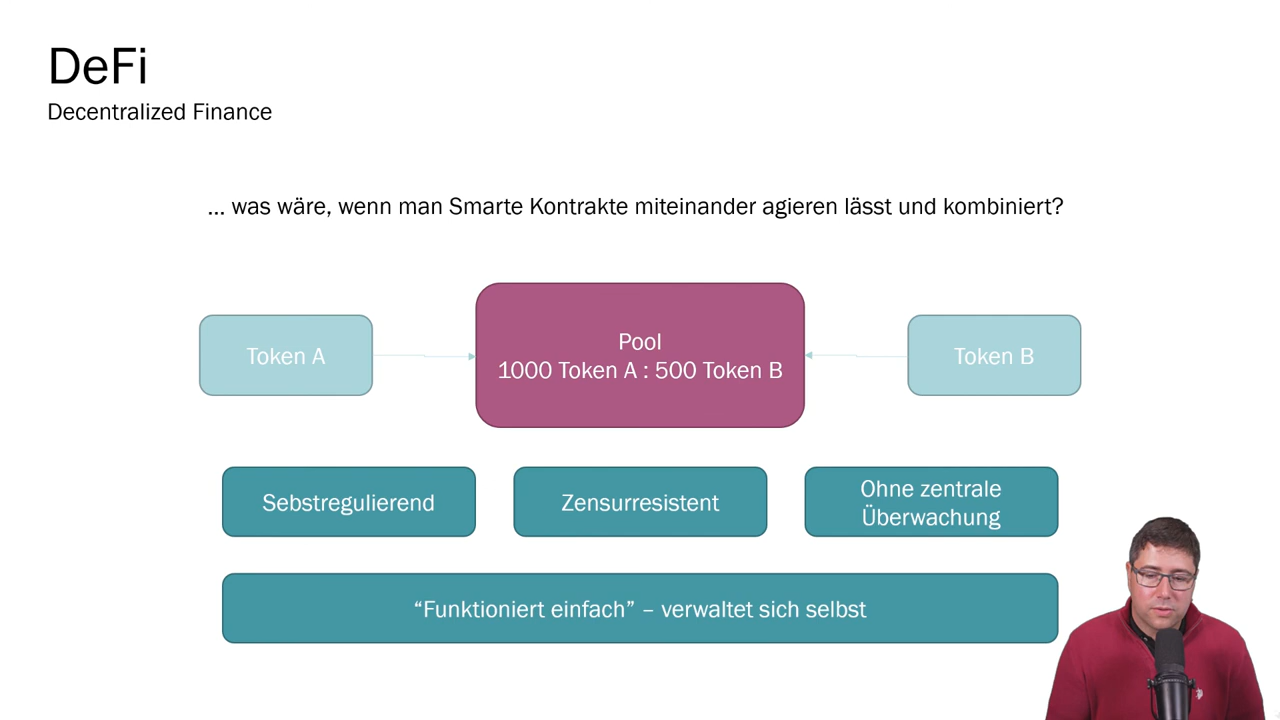 DeFi
Decentralized Finance
... was wäre, wenn man Smarte Kontrakte miteinander agieren lässt und kombiniert?
Token A
Pool
1000 Token A : 500 Token B
Token B
Sebstregulierend
Zensurresistent
Ohne zentrale
Überwachung
“Funktioniert einfach” – verwaltet sich selbst